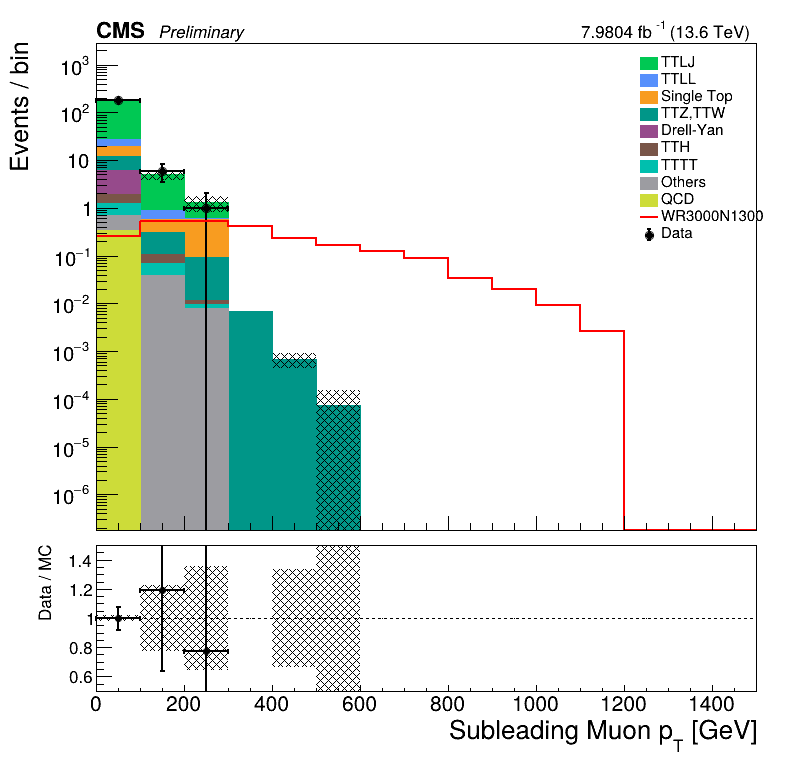 CMS Preliminary 7.9804 fb⁻¹ (13.6 TeV)
Events / bin
10³
10²
10
1
10⁻¹
10⁻²
10⁻³
10⁻⁴
10⁻⁵
10⁻⁶
TTLJ
TTLL
Single Top
TTZ,TTW
Drell-Yan
TTH
TTTT
Others
QCD
WR3000N1300
Data
Data / MC
1.4
1.2
1
0.8
0.6
0 200 400 600 800 1000 1200 1400
Subleading Muon p_T [GeV]